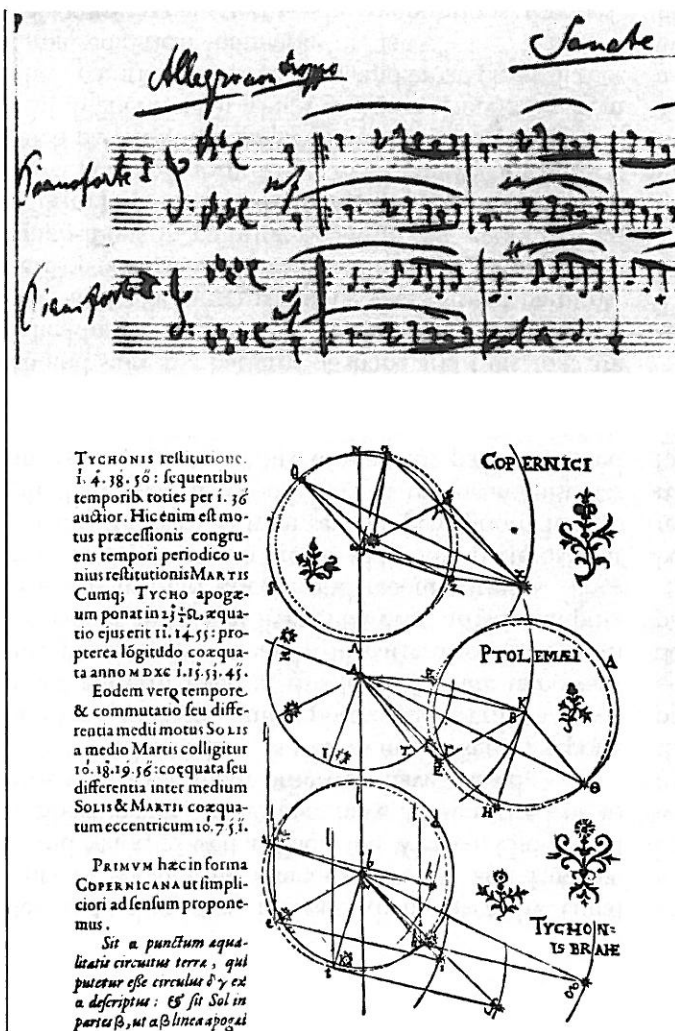 Allegro non troppo
Sonate
Pianoforte I
Pianoforte II
TYCHONIS reſtitutione.
1. 4. 38. 50: ſequentibus
temporib. toties per 1. 36
auctior. Hic enim eſt mo-
tus præceſſionis congru-
ens tempori periodico u-
nius reſtitutionis MARTIS
Cumq; TYCHO apogæ-
um ponat in 23½♌, æqua-
tio ejus erit 11. 14. 55: pro-
pterea lōgitudo coæqua-
ta anno MDXC 1. 15. 53. 45.
Eodem vero tempore
& commutatio ſeu diffe-
rentia medii motus SOLIS
a medio Martis colligitur
10. 18. 19. 56: coæquata ſeu
differentia inter medium
SOLIS & MARTIS coæqua-
tum eccentricum 10. 7. 5. 1.
PRIMVM hæc in forma
COPERNICANA ut ſimpli-
ciori ad ſenſum propone-
mus.
Sit α punctum æqua-
litatis circuitus terræ, qui
putetur eſſe circulus δγ ex
α deſcriptus: & ſit Sol in
partes β, ut αβ linea apogæi
COPERNICI
PTOLEMÆI
A
K
B
Θ
H
E
TYCHON-
IS BRAHE